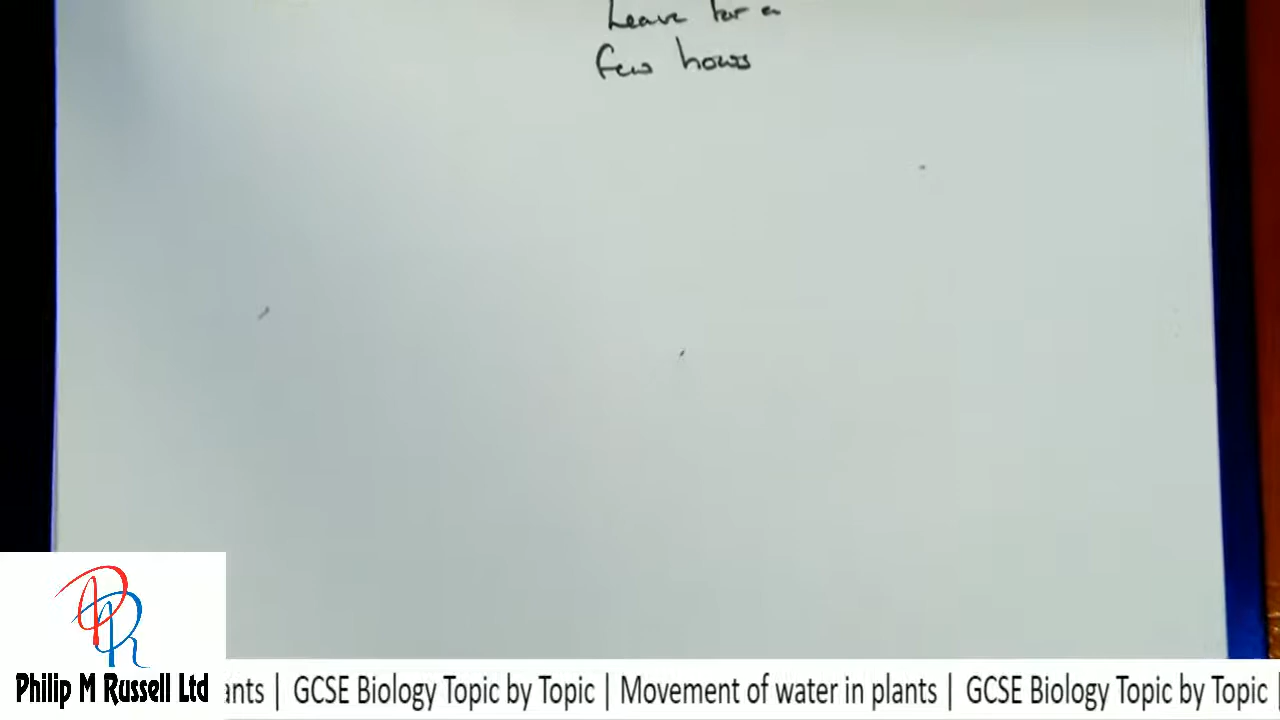 Leave for a
few hours
Philip M Russell Ltd
ants | GCSE Biology Topic by Topic | Movement of water in plants | GCSE Biology Topic by Topic |